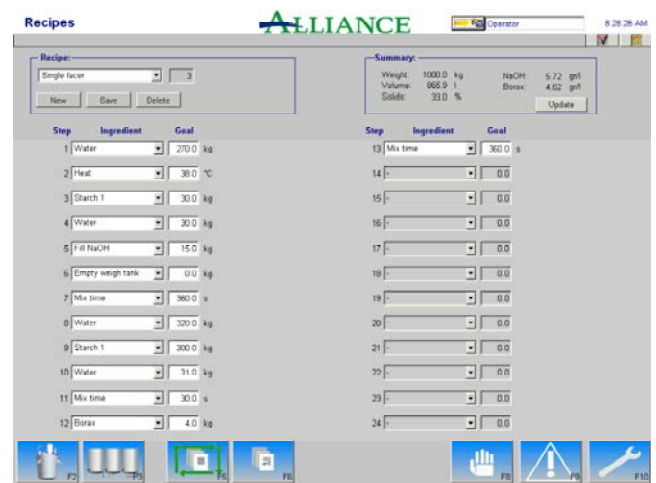 Recipes
ALLIANCE
Operator
8:28:26 AM
Recipe:
Single facer 3
New Save Delete
Summary:
Weight: 1000.0 kg NaOH: 5.72 gr/l
Volume: l Borax: 4.62 gr/l
Solids: 33.0 %
Update
Step Ingredient Goal
1 Water 270.0 kg
2 Heat 38.0 °C
3 Starch 1 30.0 kg
4 Water 30.0 kg
5 Fill NaOH 15.0 kg
6 Empty weigh tank 0.0 kg
7 Mix time 360.0 s
8 Water 320.0 kg
9 Starch 1 300.0 kg
10 Water 31.0 kg
11 Mix time 30.0 s
12 Borax 4.0 kg
Step Ingredient Goal
13 Mix time 360.0 s
14 - 0.0
15 - 0.0
16 - 0.0
17 - 0.0
18 - 0.0
19 - 0.0
20 - 0.0
21 - 0.0
22 - 0.0
23 - 0.0
24 - 0.0
F2 F3 F5 F6 F8 F9 F10